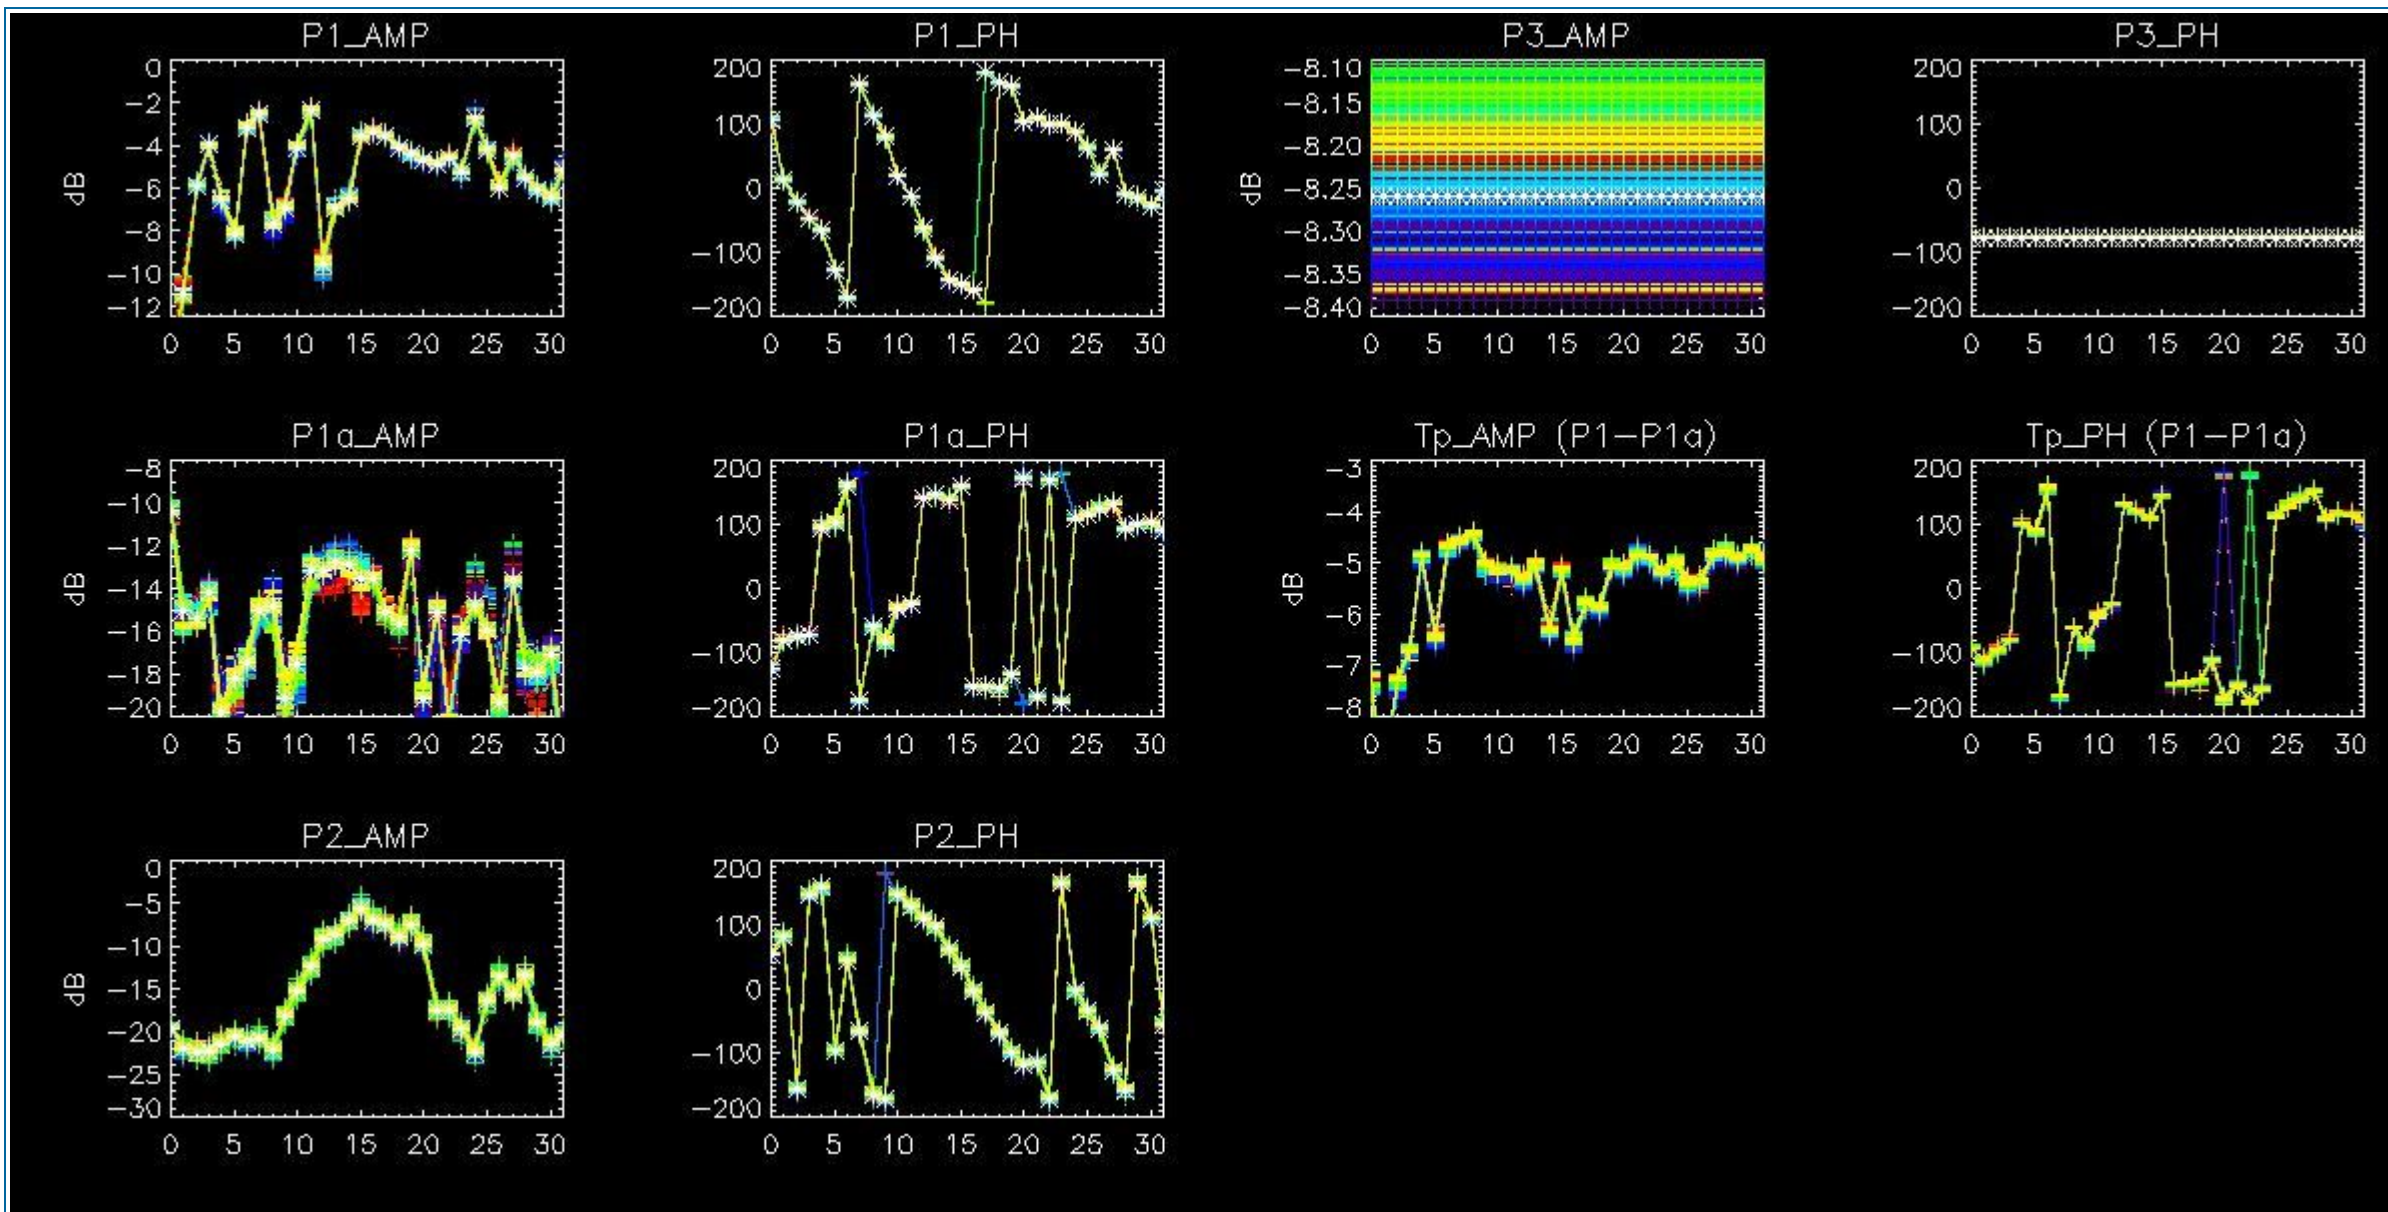 P1_AMP
0
−2
−4
−6
−8
−10
−12
dB
0 5 10 15 20 25 30
P1_PH
200
100
0
−100
−200
0 5 10 15 20 25 30
P3_AMP
−8.10
−8.15
−8.20
−8.25
−8.30
−8.35
−8.40
dB
0 5 10 15 20 25 30
P3_PH
200
100
0
−100
−200
0 5 10 15 20 25 30
P1a_AMP
−8
−10
−12
−14
−16
−18
−20
dB
0 5 10 15 20 25 30
P1a_PH
200
100
0
−100
−200
0 5 10 15 20 25 30
Tp_AMP (P1−P1a)
−3
−4
−5
−6
−7
−8
dB
0 5 10 15 20 25 30
Tp_PH (P1−P1a)
200
100
0
−100
−200
0 5 10 15 20 25 30
P2_AMP
0
−5
−10
−15
−20
−25
−30
dB
0 5 10 15 20 25 30
P2_PH
200
100
0
−100
−200
0 5 10 15 20 25 30